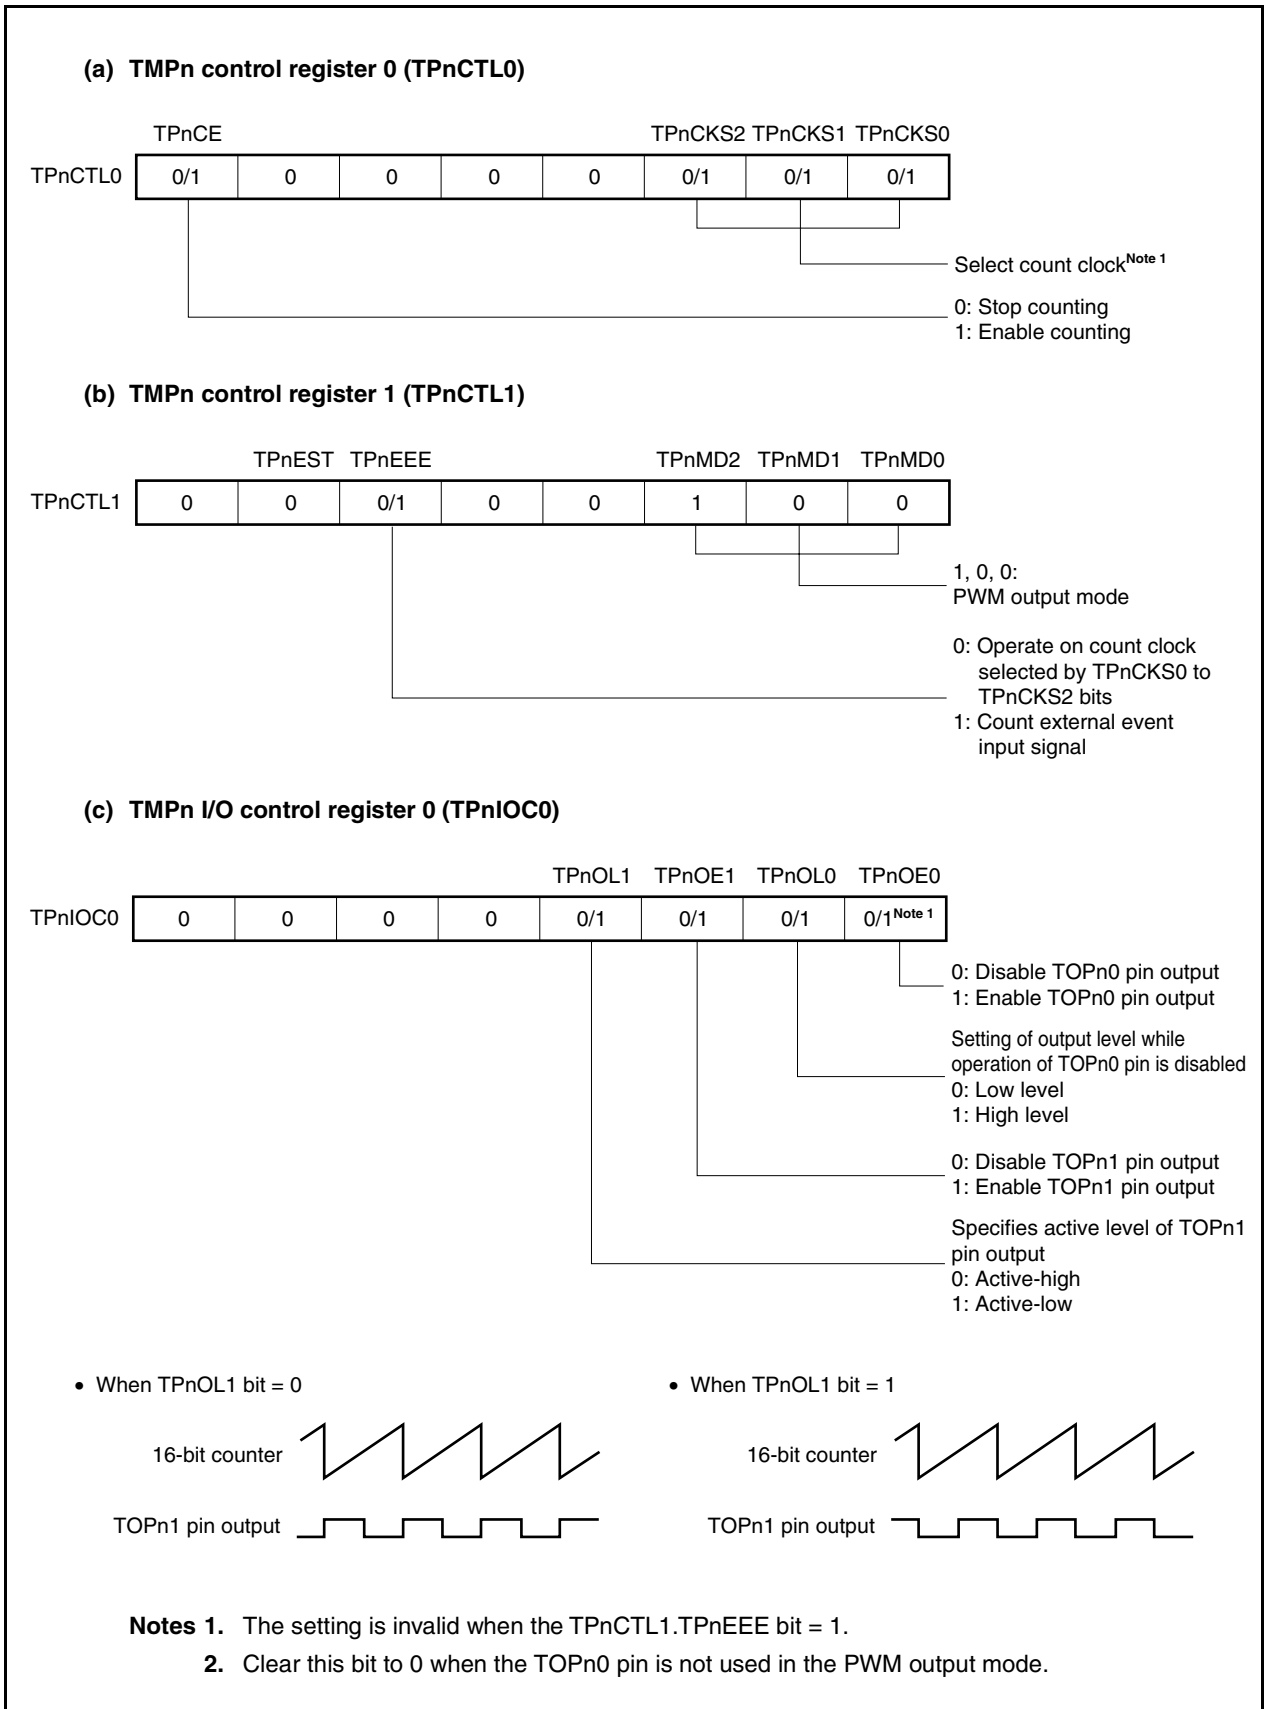 (a) TMPn control register 0 (TPnCTL0)
TPnCE TPnCKS2 TPnCKS1 TPnCKS0
TPnCTL0 0/1 0 0 0 0 0/1 0/1 0/1
Select count clockNote 1
0: Stop counting
1: Enable counting
(b) TMPn control register 1 (TPnCTL1)
TPnEST TPnEEE TPnMD2 TPnMD1 TPnMD0
TPnCTL1 0 0 0/1 0 0 1 0 0
1, 0, 0:
PWM output mode
0: Operate on count clock
selected by TPnCKS0 to
TPnCKS2 bits
1: Count external event
input signal
(c) TMPn I/O control register 0 (TPnIOC0)
TPnOL1 TPnOE1 TPnOL0 TPnOE0
TPnIOC0 0 0 0 0 0/1 0/1 0/1 0/1Note 1
0: Disable TOPn0 pin output
1: Enable TOPn0 pin output
Setting of output level while
operation of TOPn0 pin is disabled
0: Low level
1: High level
0: Disable TOPn1 pin output
1: Enable TOPn1 pin output
Specifies active level of TOPn1
pin output
0: Active-high
1: Active-low
• When TPnOL1 bit = 0
16-bit counter
TOPn1 pin output
• When TPnOL1 bit = 1
16-bit counter
TOPn1 pin output
Notes 1. The setting is invalid when the TPnCTL1.TPnEEE bit = 1.
2. Clear this bit to 0 when the TOPn0 pin is not used in the PWM output mode.